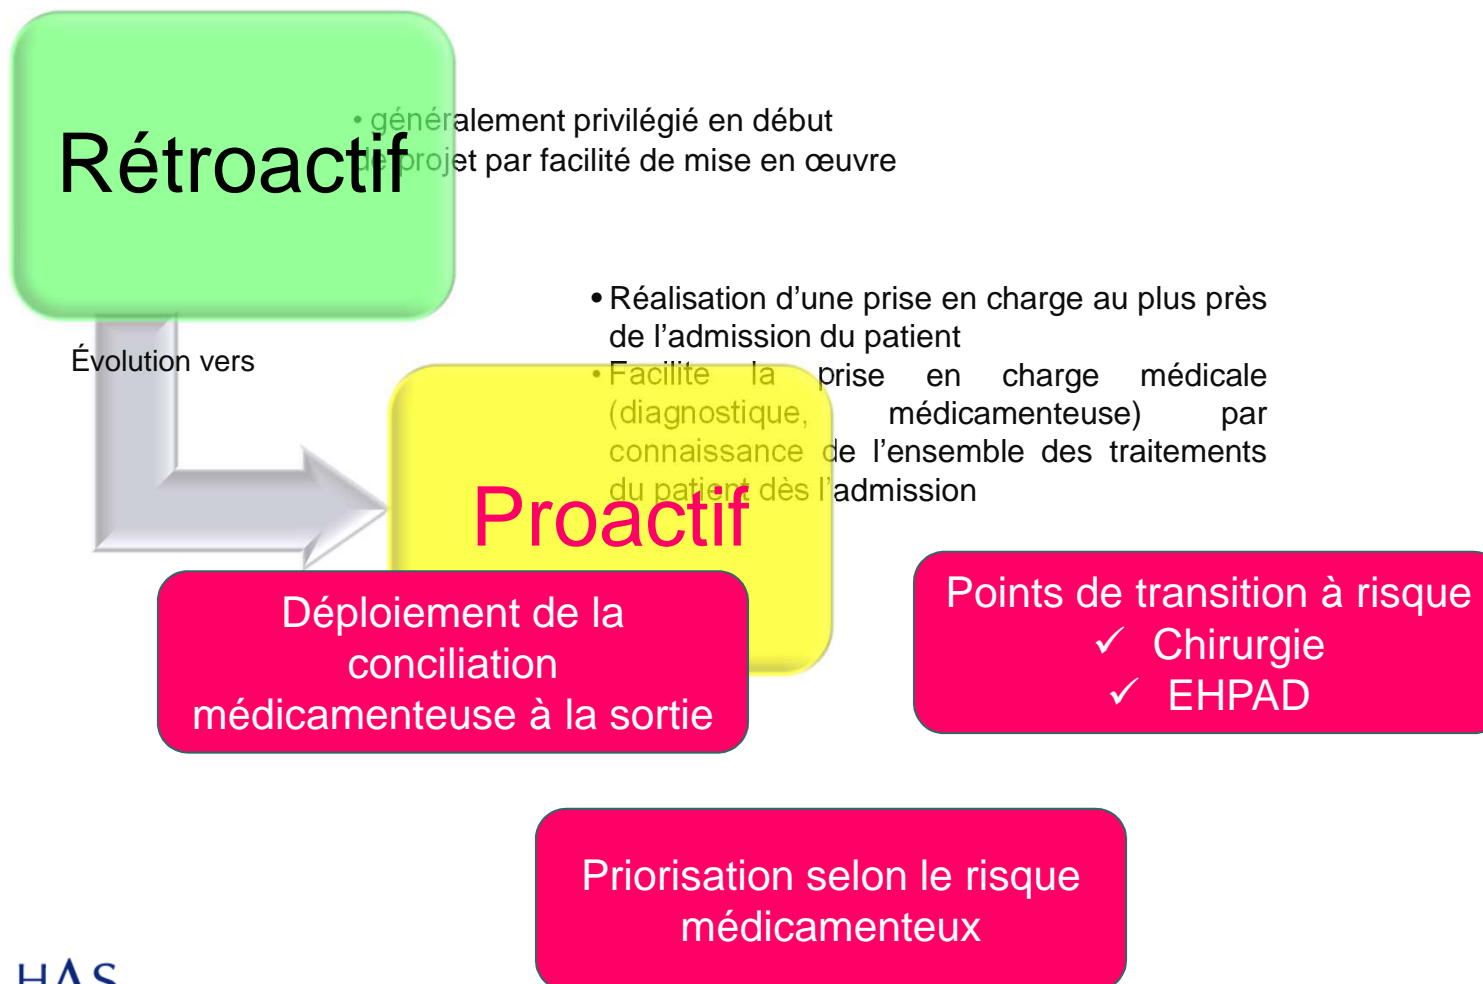 Rétroactif
• généralement privilégié en début
de projet par facilité de mise en œuvre
Évolution vers
• Réalisation d’une prise en charge au plus près
de l’admission du patient
• Facilite la prise en charge médicale
(diagnostique, médicamenteuse) par
connaissance de l’ensemble des traitements
du patient dès l’admission
Proactif
Déploiement de la
conciliation
médicamenteuse à la sortie
Points de transition à risque
✓ Chirurgie
✓ EHPAD
Priorisation selon le risque
médicamenteux
HAS